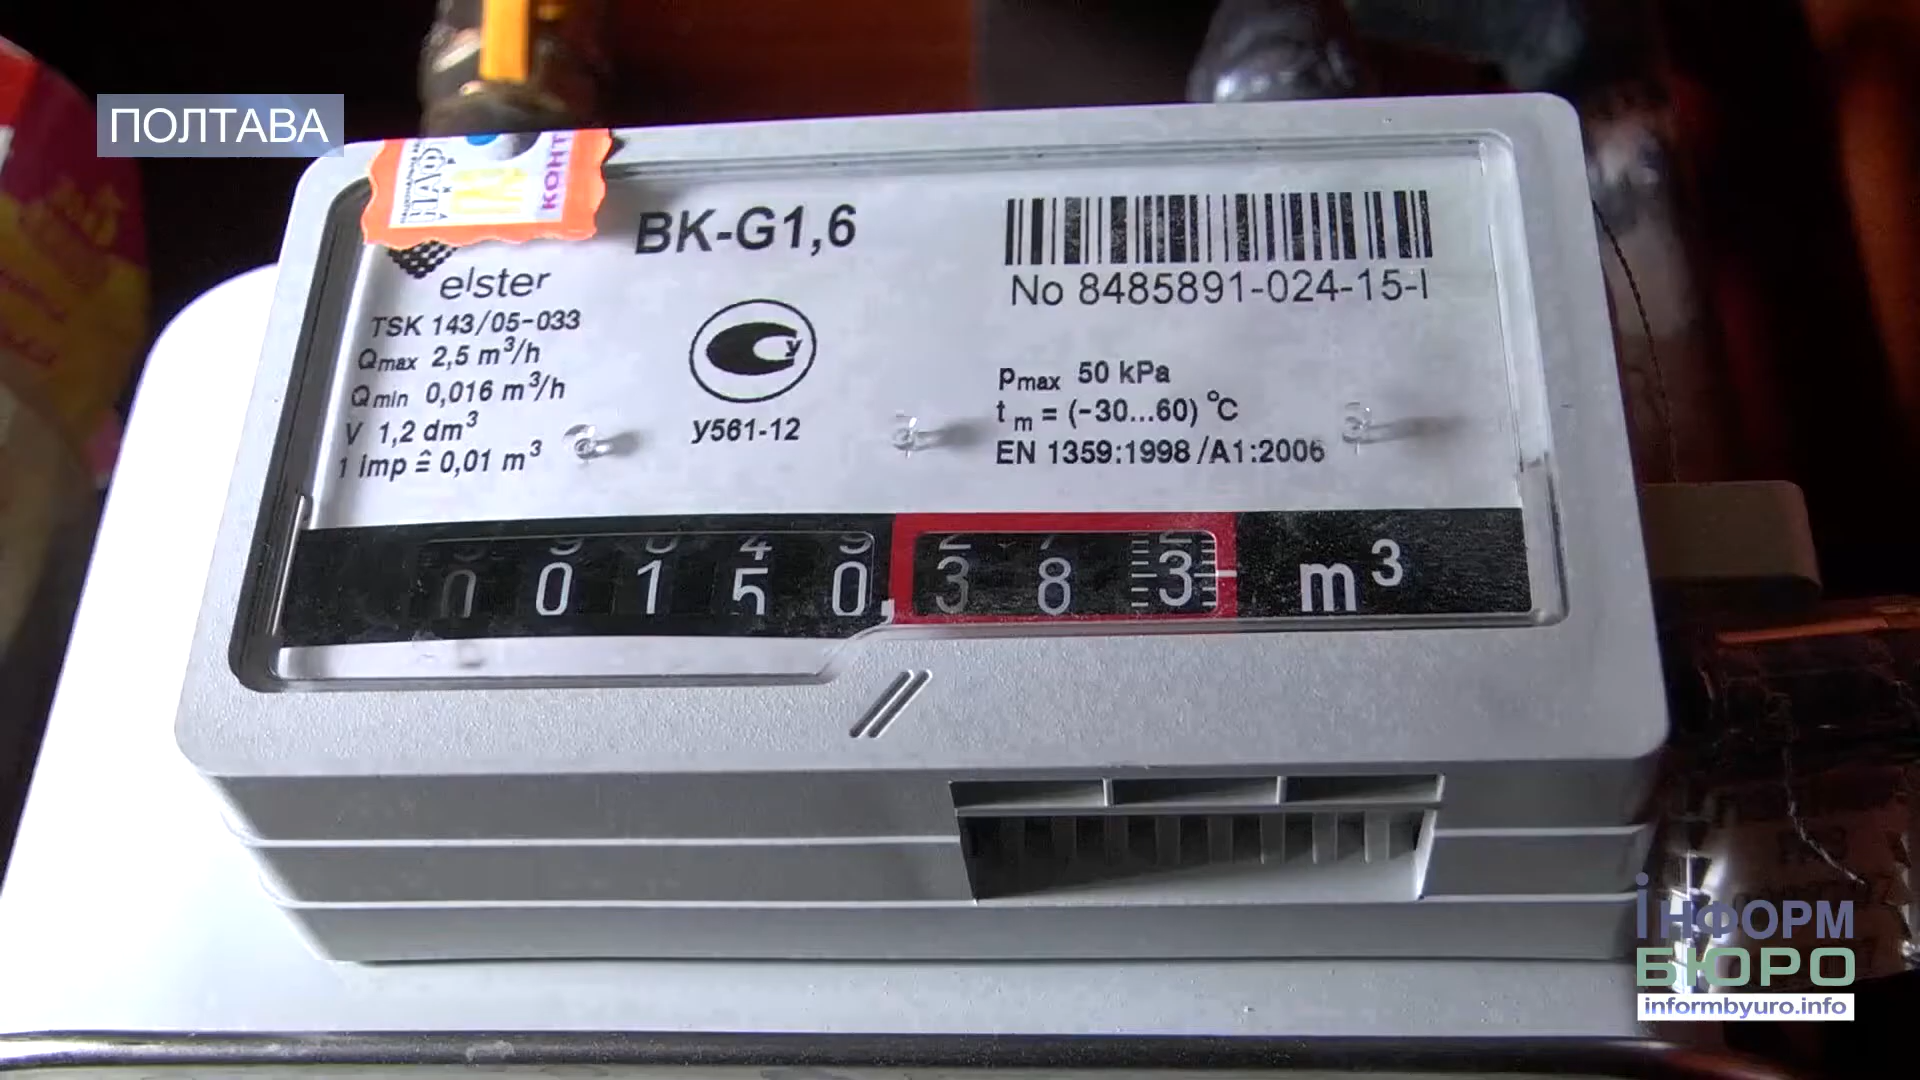 ПОЛТАВА
НАФТ
КОНТ
elster
BK-G1,6
No 8485891-024-15-I
TSK 143/05-033
Qmax 2,5 m³/h
Qmin 0,016 m³/h
V 1,2 dm³
1 imp ≙ 0,01 m³
У
У561-12
pmax 50 kPa
tm = (-30...60) °C
EN 1359:1998 /A1:2006
00150,383 m³
ІНФОРМ
БЮРО
informbyuro.info